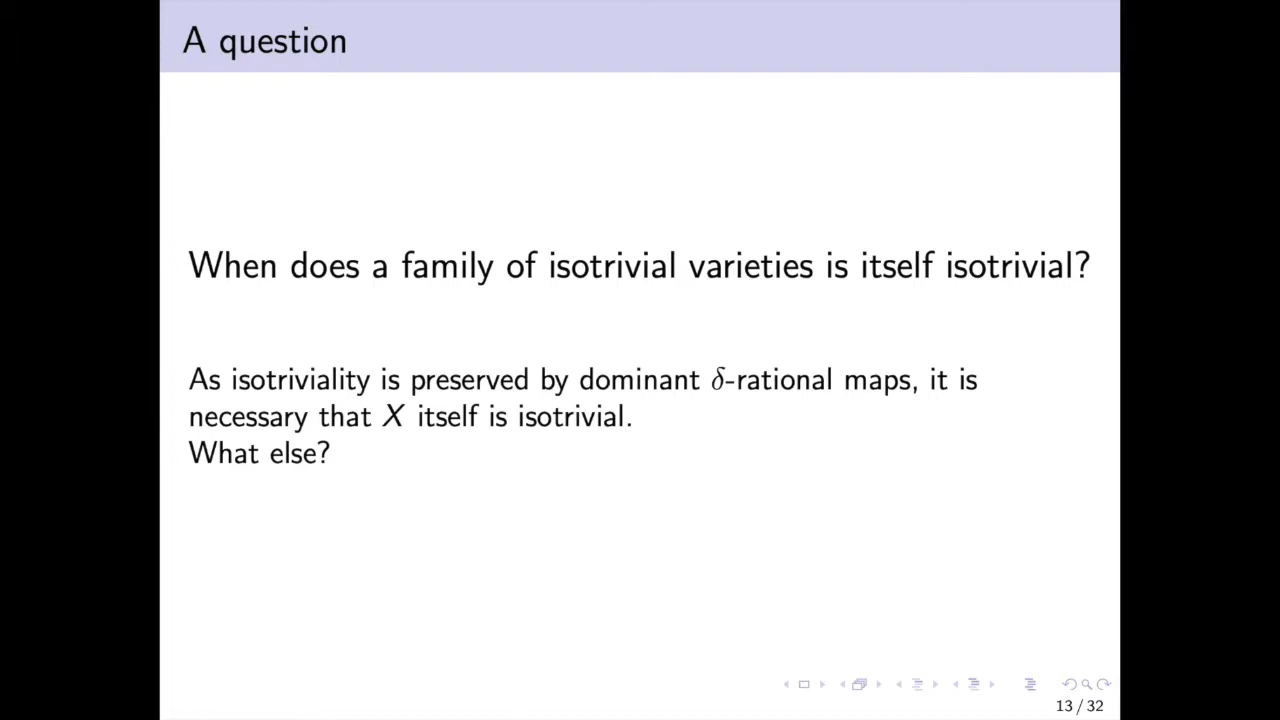 A question
When does a family of isotrivial varieties is itself isotrivial?
As isotriviality is preserved by dominant δ-rational maps, it is
necessary that X itself is isotrivial.
What else?
13 / 32